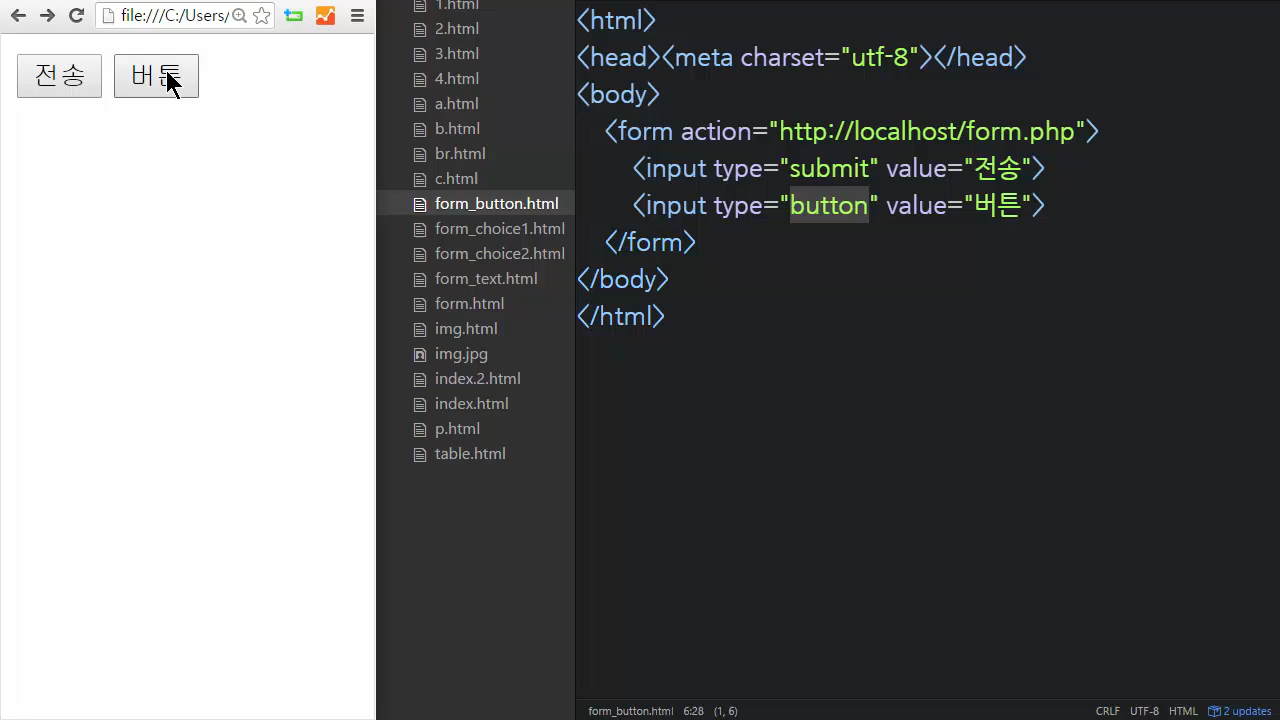 file:///C:/Users/
전송 버튼
1.html
2.html
3.html
4.html
a.html
b.html
br.html
c.html
form_button.html
form_choice1.html
form_choice2.html
form_text.html
form.html
img.html
img.jpg
index.2.html
index.html
p.html
table.html
<html>
<head><meta charset="utf-8"></head>
<body>
<form action="http://localhost/form.php">
<input type="submit" value="전송">
<input type="button" value="버튼">
</form>
</body>
</html>
form_button.html 6:28 (1, 6) CRLF UTF-8 HTML 2 updates